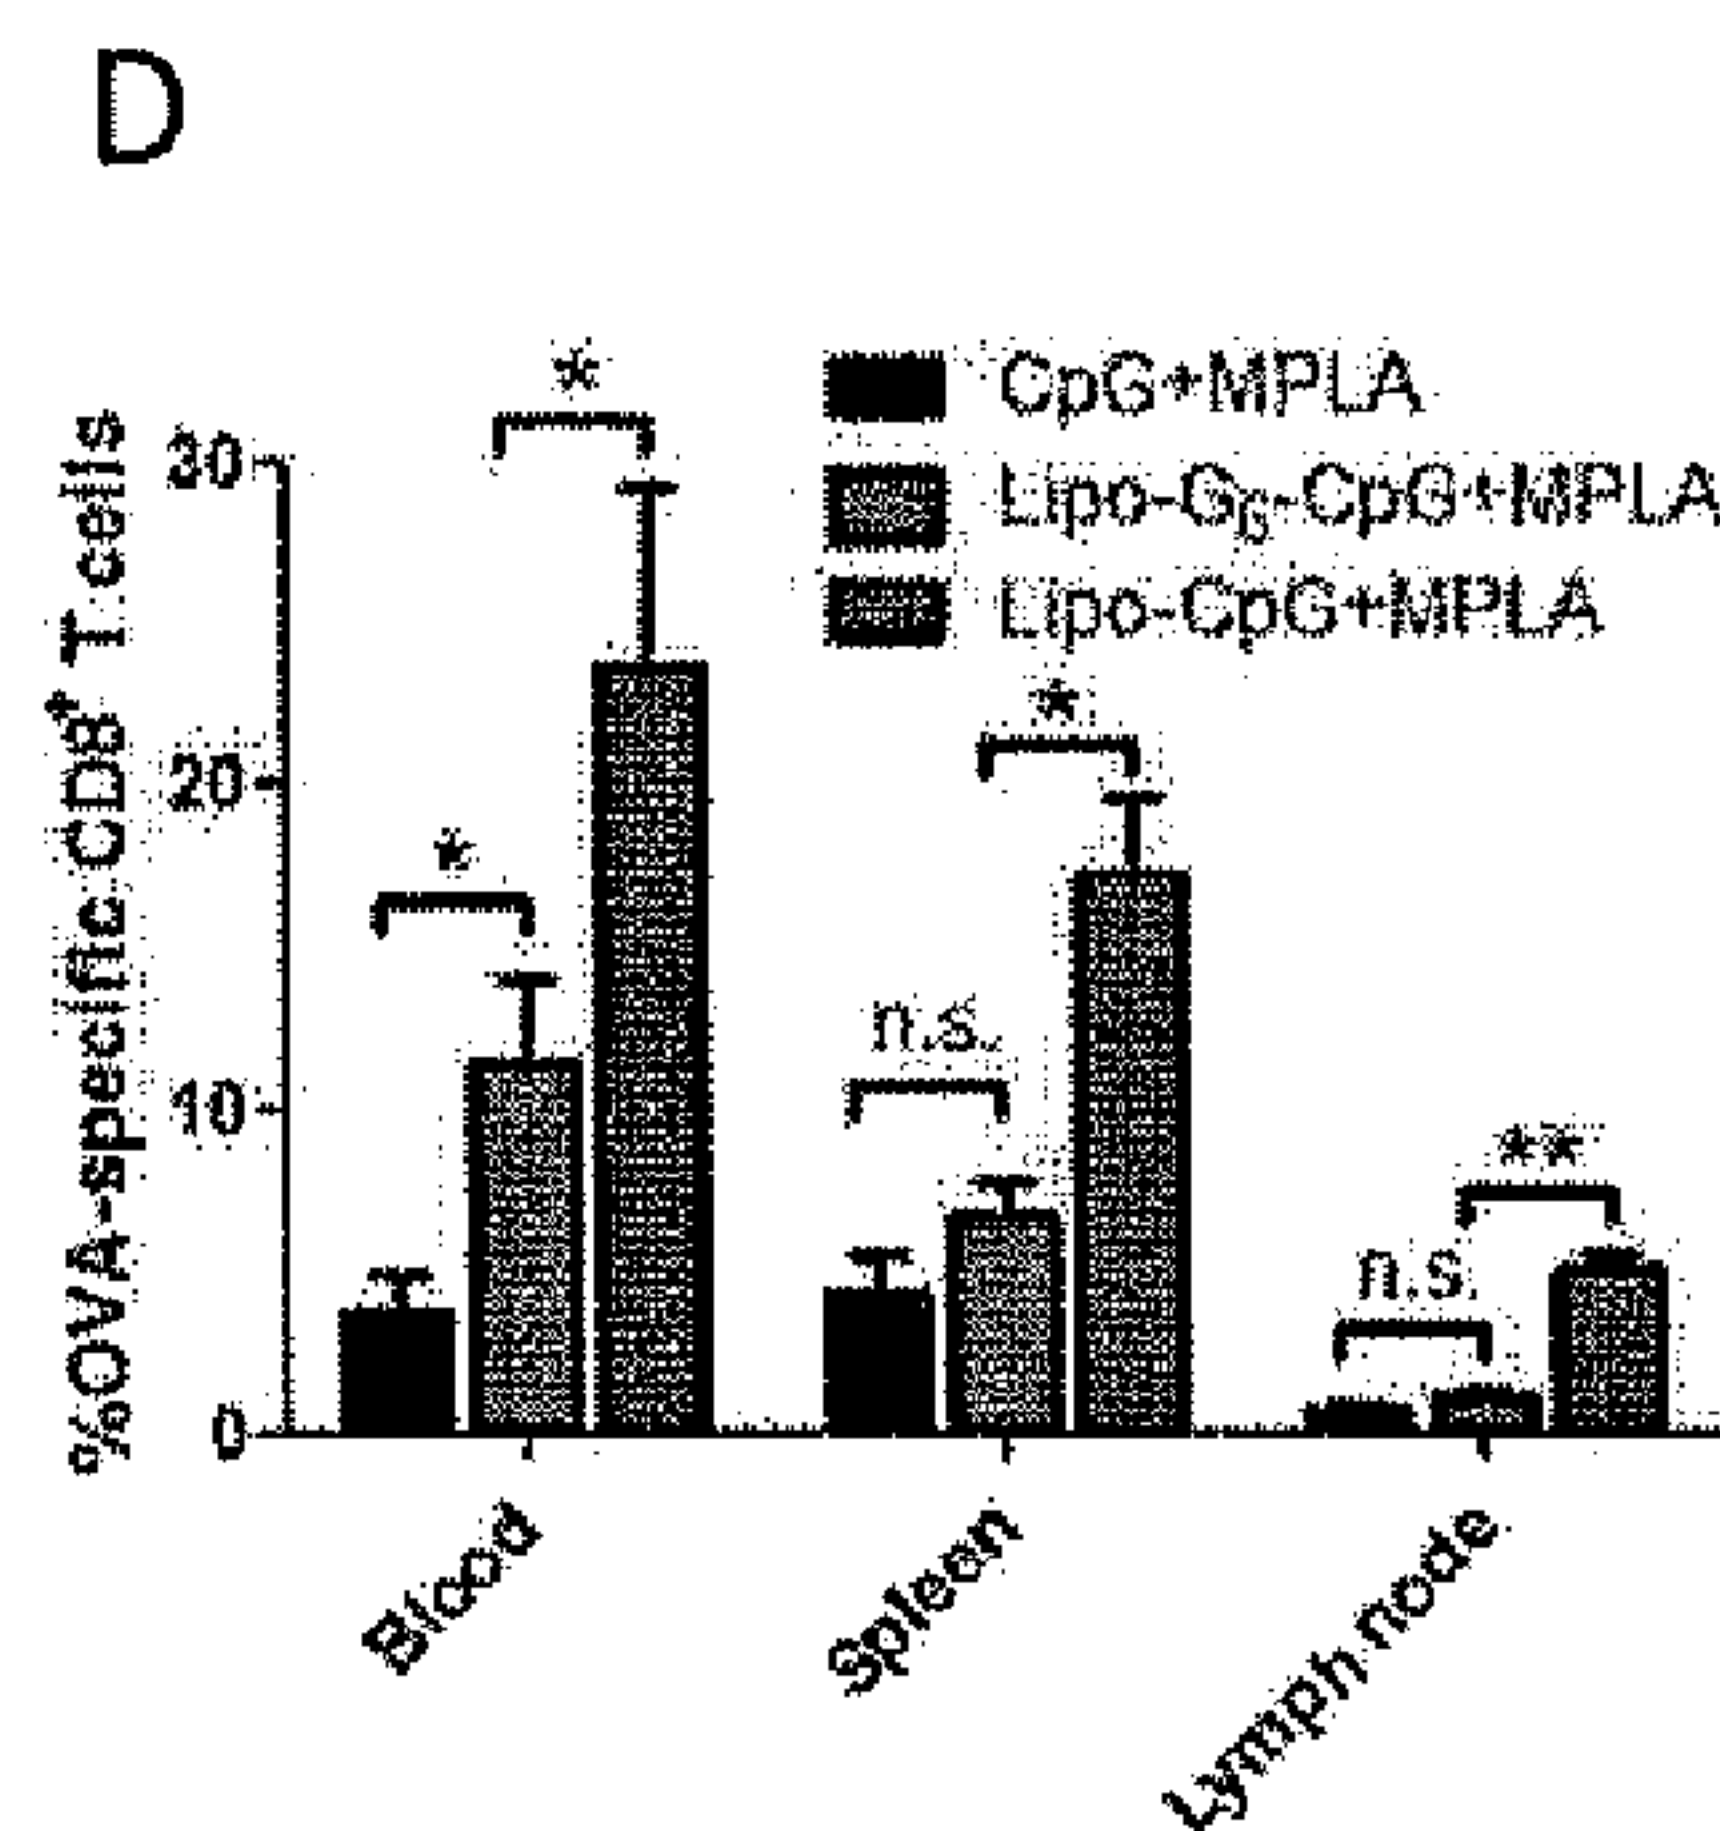 D
%OVA-specific CD8⁺ T cells
30
20
10
0
*
*
CpG+MPLA
Lipo-G₆-CpG+MPLA
Lipo-CpG+MPLA
*
n.s.
**
n.s.
Blood
Spleen
Lymph node